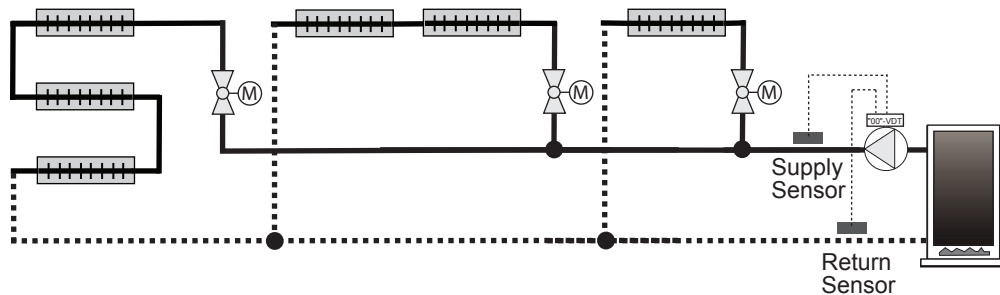 M
M
M
"00"-VDT
Supply
Sensor
Return
Sensor